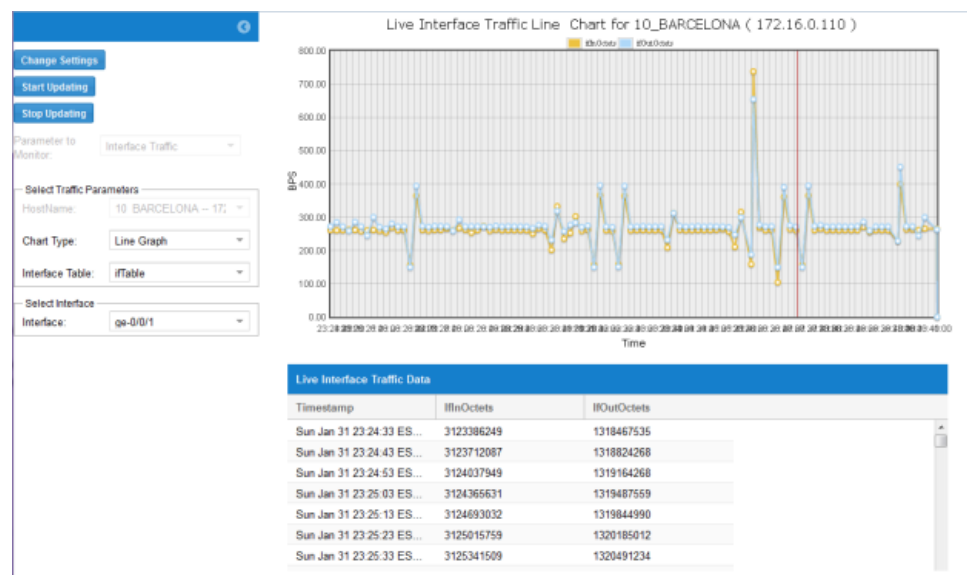 Live Interface Traffic Line Chart for 10_BARCELONA ( 172.16.0.110 )
IfInOctets IfOutOctets
Change Settings
Start Updating
Stop Updating
Parameter to Monitor: Interface Traffic
Select Traffic Parameters
HostName: 10 BARCELONA -- 17
Chart Type: Line Graph
Interface Table: ifTable
Select Interface
Interface: ge-0/0/1
BPS
800.00
700.00
600.00
500.00
400.00
300.00
200.00
100.00
0.00
Time
Live Interface Traffic Data
Timestamp IfInOctets IfOutOctets
Sun Jan 31 23:24:33 ES... 3123386249 1318467535
Sun Jan 31 23:24:43 ES... 3123712087 1318824268
Sun Jan 31 23:24:53 ES... 3124037949 1319164268
Sun Jan 31 23:25:03 ES... 3124365631 1319487559
Sun Jan 31 23:25:13 ES... 3124693032 1319844990
Sun Jan 31 23:25:23 ES... 3125015759 1320185012
Sun Jan 31 23:25:33 ES... 3125341509 1320491234